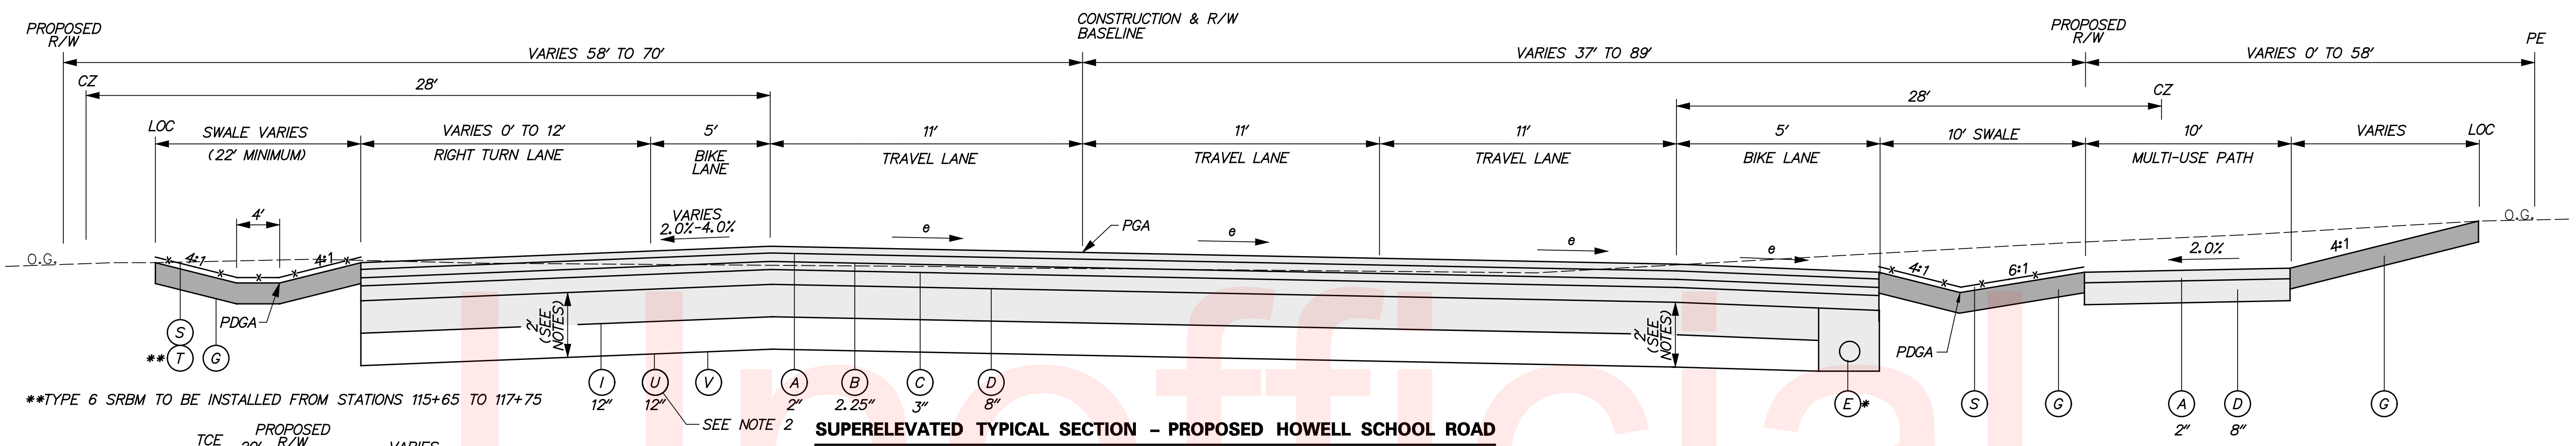 PROPOSED
R/W
CONSTRUCTION & R/W
BASELINE
PROPOSED
R/W
PE
VARIES 58' TO 70'
VARIES 37' TO 89'
VARIES 0' TO 58'
CZ
28'
28'
CZ
LOC
SWALE VARIES
(22' MINIMUM)
VARIES 0' TO 12'
RIGHT TURN LANE
5'
BIKE
LANE
11'
TRAVEL LANE
11'
TRAVEL LANE
11'
TRAVEL LANE
5'
BIKE LANE
10' SWALE
10'
MULTI-USE PATH
VARIES
LOC
4'
VARIES
2.0%-4.0%
e
PGA
e
e
e
2.0%
O.G.
O.G.
4:1
4:1
4:1
6:1
4:1
PDGA
2'
(SEE
NOTES)
2'
(SEE
NOTES)
PDGA
S
**T
G
I
12"
U
12"
V
A
2"
B
2.25"
C
3"
D
8"
E*
S
G
A
2"
D
8"
G
SEE NOTE 2
**TYPE 6 SRBM TO BE INSTALLED FROM STATIONS 115+65 TO 117+75
SUPERELEVATED TYPICAL SECTION - PROPOSED HOWELL SCHOOL ROAD
TCE
PROPOSED
R/W
Unofficial